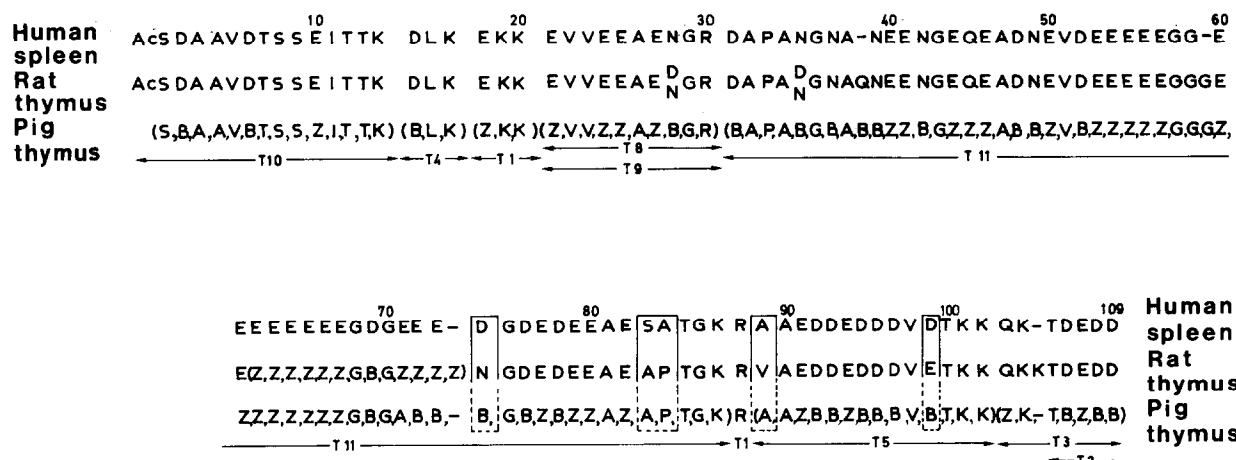 10 20 30 40 50 60
Human spleen AcSDAAVDTSSEITTK DLK EKK EVVEEAENGR DAPANGNA-NEENGEQEADNEVDEEEEEGG-E
D D
Rat thymus AcSDAAVDTSSEITTK DLK EKK EVVEEAE GR DAPA GNAQNEENGEQEADNEVDEEEEEGGGE
N N
Pig thymus (S,B,A,A,V,B,T,S,S,Z,I,T,T,K) (B,L,K) (Z,K,K) (Z,V,V,Z,Z,A,Z,B,G,R) (B,A,P,A,B,G,B,A,B,B,Z,Z,B,G,Z,Z,Z,A,B,B,Z,V,B,Z,Z,Z,Z,Z,G,G,G,Z,
T10 T4 T1 T8 T11
T9
70 80 90 100 109
EEEEEEEGDGEEE- D GDEDEEAE SA TGKR A AEDDEDDDV D TKK QK-TDEDD Human spleen
E(Z,Z,Z,Z,Z,Z,G,B,G,Z,Z,Z,Z) N GDEDEEAE AP TGKR V AEDDEDDDV E TKK QKKTDEDD Rat thymus
Z,Z,Z,Z,Z,Z,Z,G,B,G,A,B,B,- B, G,B,Z,B,Z,Z,A,Z, A,P, T,G,K) R (A, A,Z,B,B,Z,B,B,B,V, B, T,K,K)(Z,K,-T,B,Z,B,B) Pig thymus
T11 T1 T5 T3